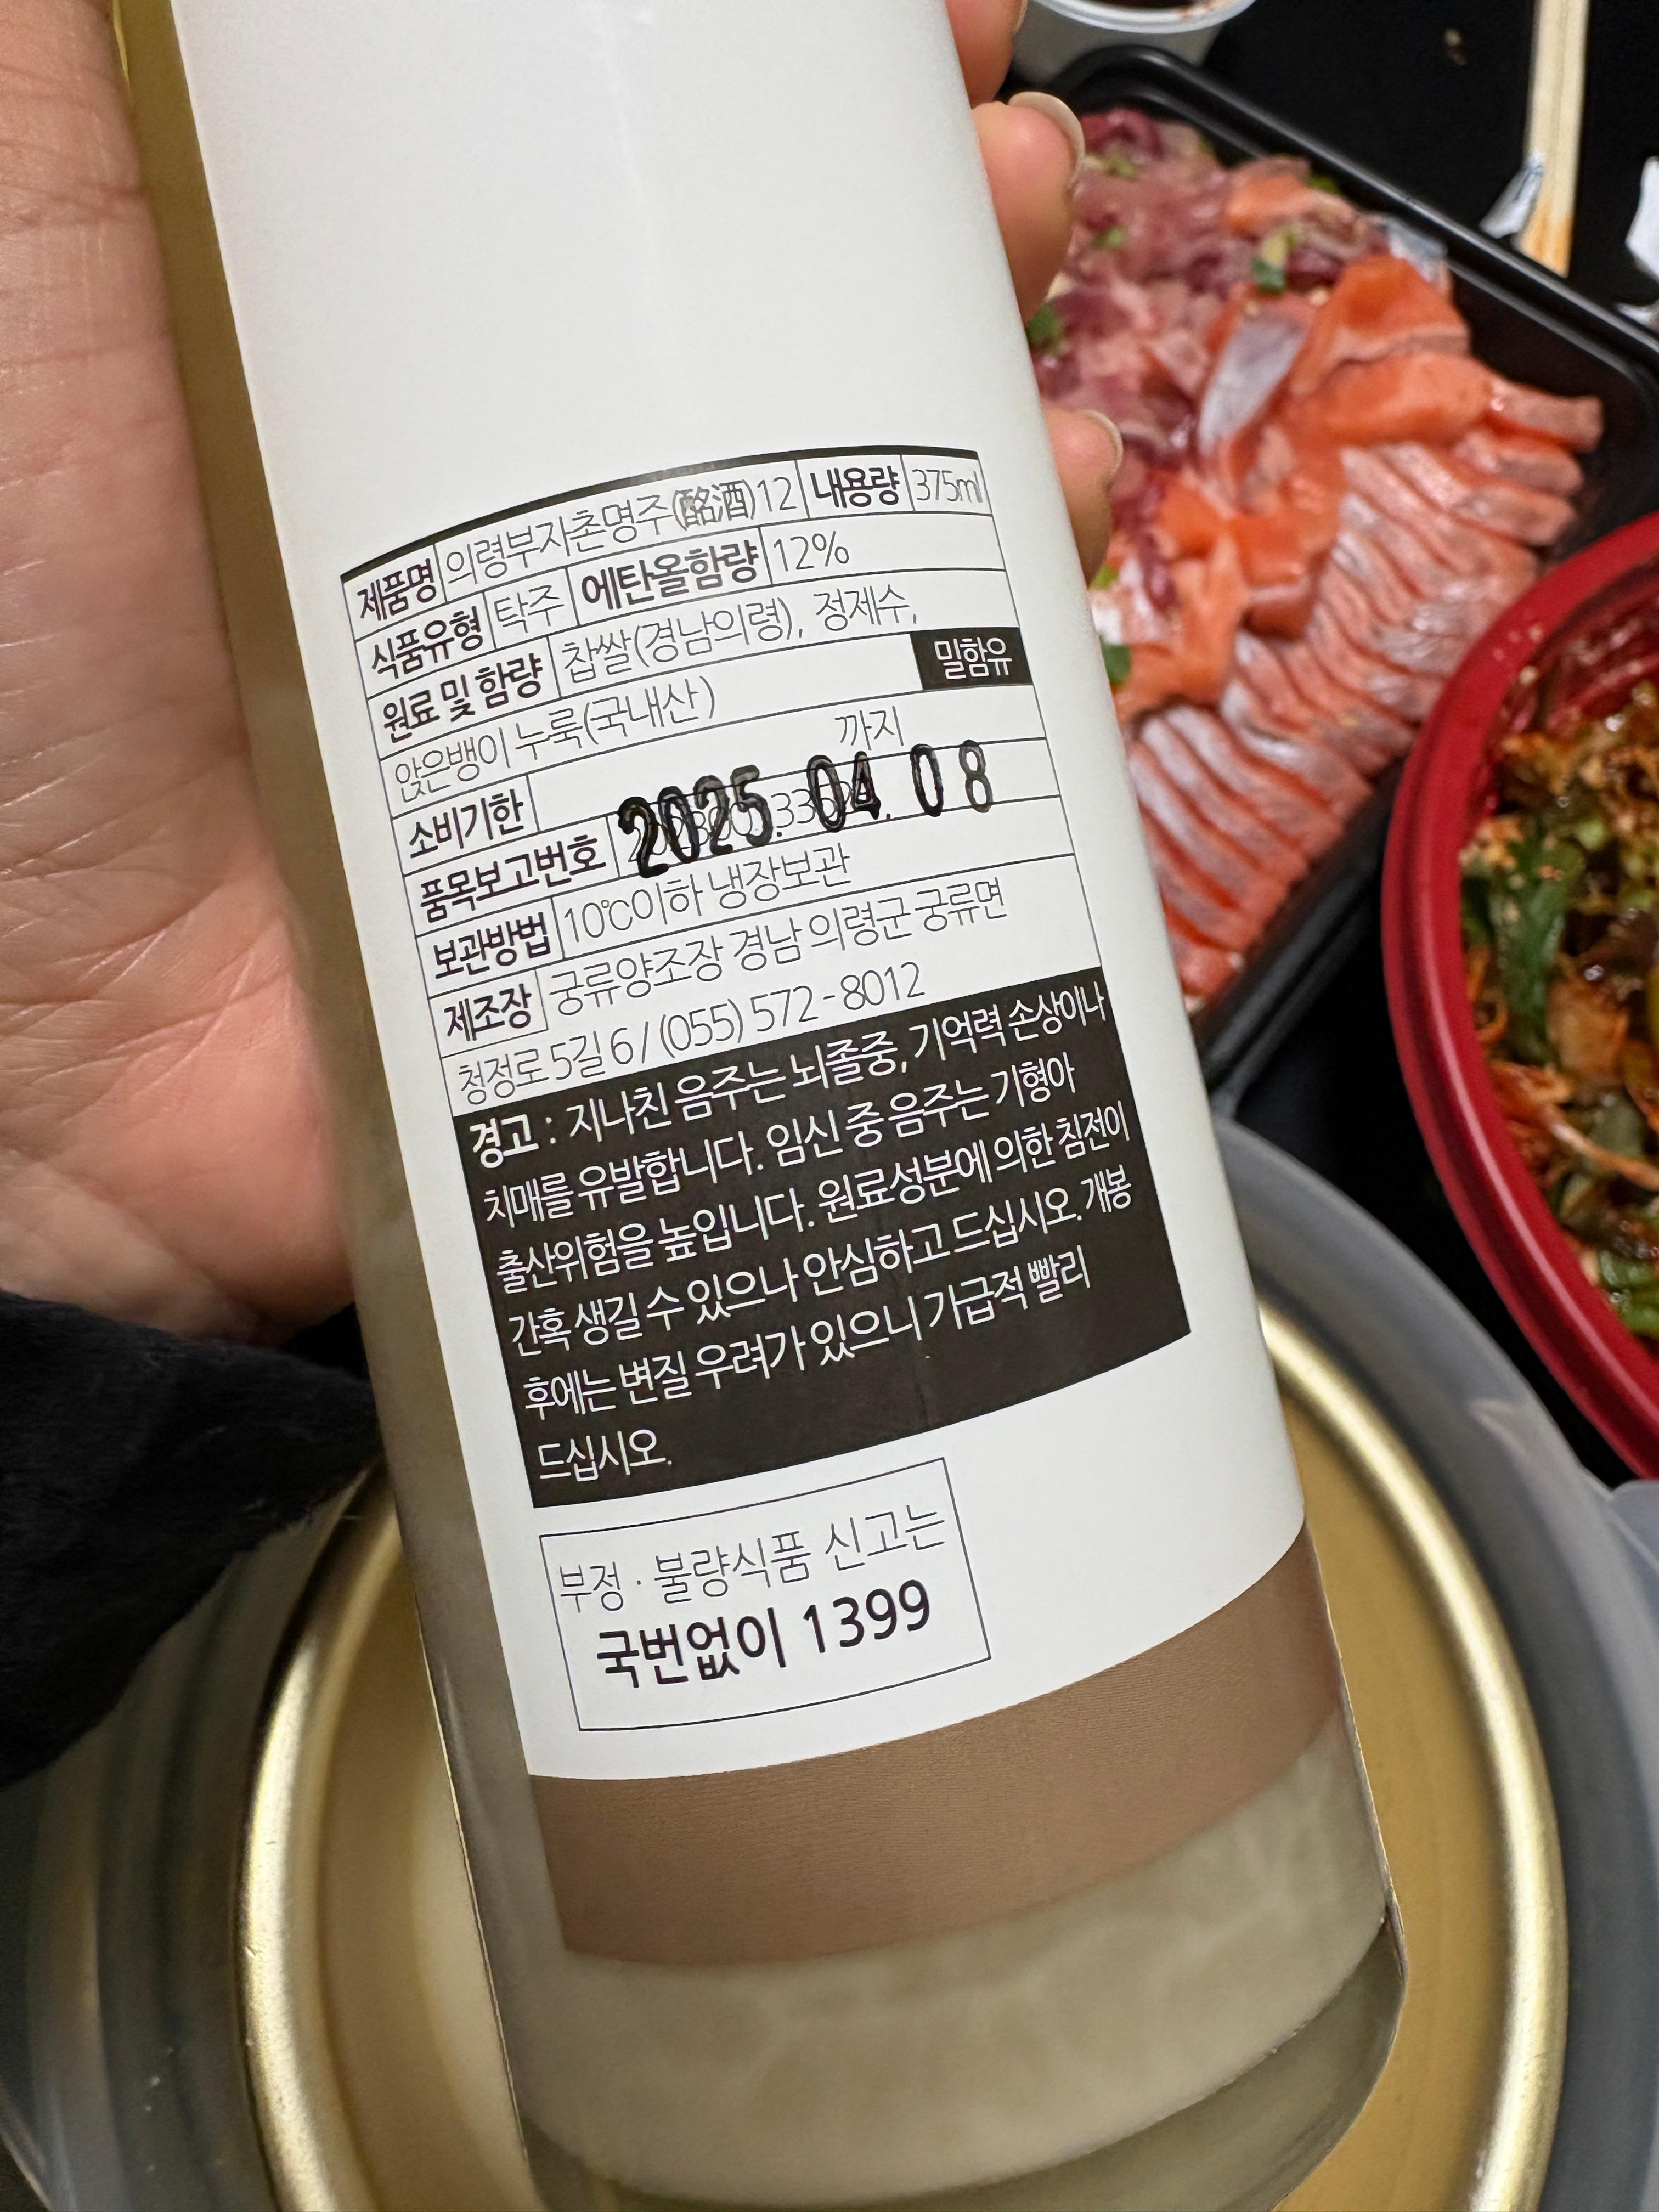 제품명 의령부자촌명주(酩酒)12 내용량 375ml
식품유형 탁주 에탄올함량 12%
원료 및 함량 찹쌀(경남의령), 정제수,
앉은뱅이 누룩(국내산) 밀함유
소비기한 까지
2025. 04. 08
품목보고번호
보관방법 10℃이하 냉장보관
제조장 궁류양조장 경남 의령군 궁류면
청정로 5길 6 / (055) 572-8012
경고 : 지나친 음주는 뇌졸중, 기억력 손상이나
치매를 유발합니다. 임신 중 음주는 기형아
출산위험을 높입니다. 원료성분에 의한 침전이
간혹 생길 수 있으나 안심하고 드십시오. 개봉
후에는 변질 우려가 있으니 가급적 빨리
드십시오.
부정 · 불량식품 신고는
국번없이 1399